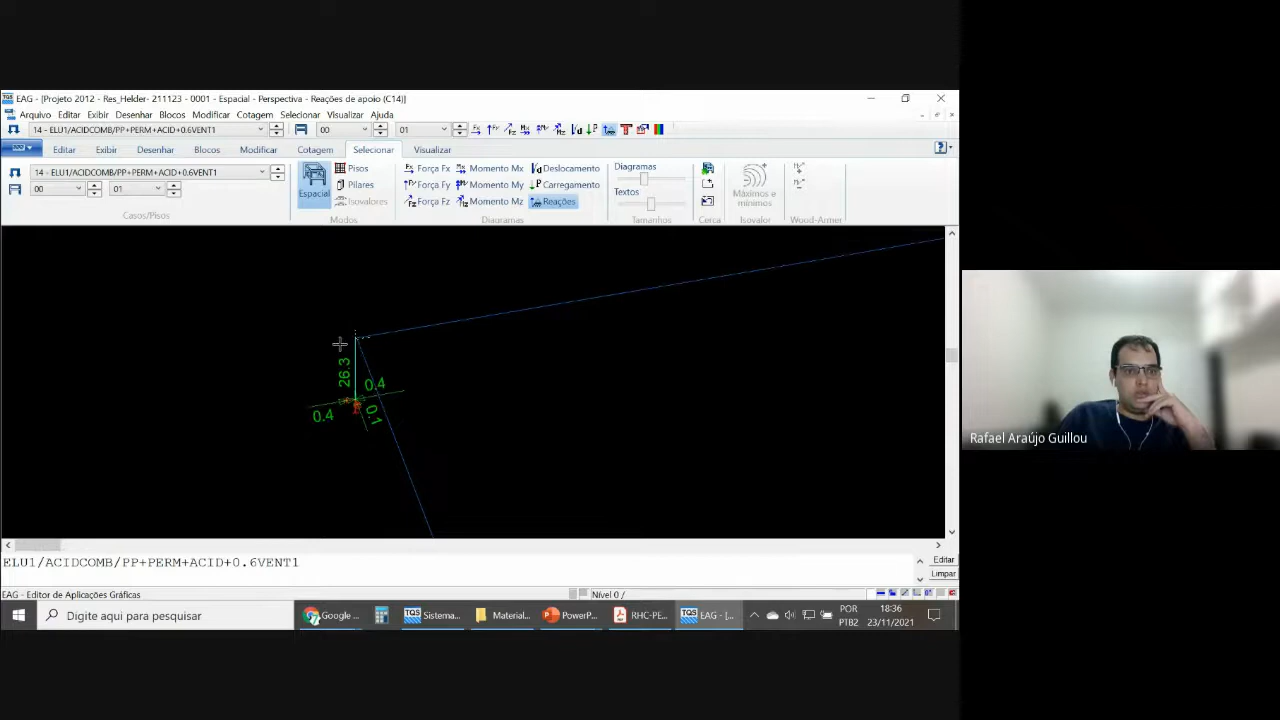 EAG - [Projeto 2012 - Res_Helder- 211123 - 0001 - Espacial - Perspectiva - Reações de apoio (C14)]
Arquivo Editar Exibir Desenhar Blocos Modificar Cotagem Selecionar Visualizar Ajuda
14 - ELU1/ACIDCOMB/PP+PERM+ACID+0.6VENT1 00 01
Editar Exibir Desenhar Blocos Modificar Cotagem Selecionar Visualizar
14 - ELU1/ACIDCOMB/PP+PERM+ACID+0.6VENT1
00 01
Casos/Pisos
Espacial
Pisos
Pilares
Isovalores
Modos
Força Fx Momento Mx Deslocamento
Força Fy Momento My Carregamento
Força Fz Momento Mz Reações
Diagramas
Diagramas
Textos
Tamanhos
Cerca
Máximos e
mínimos
Isovalor
Wood-Armer
26.3
0.4
0.4
0.1
Rafael Araújo Guillou
ELU1/ACIDCOMB/PP+PERM+ACID+0.6VENT1
Editar
Limpar
EAG - Editor de Aplicações Gráficas
Nível 0 /
Digite aqui para pesquisar
Google ...
Sistema...
Material...
PowerP...
RHC-PE...
EAG - [...
POR
PTB2
18:36
23/11/2021